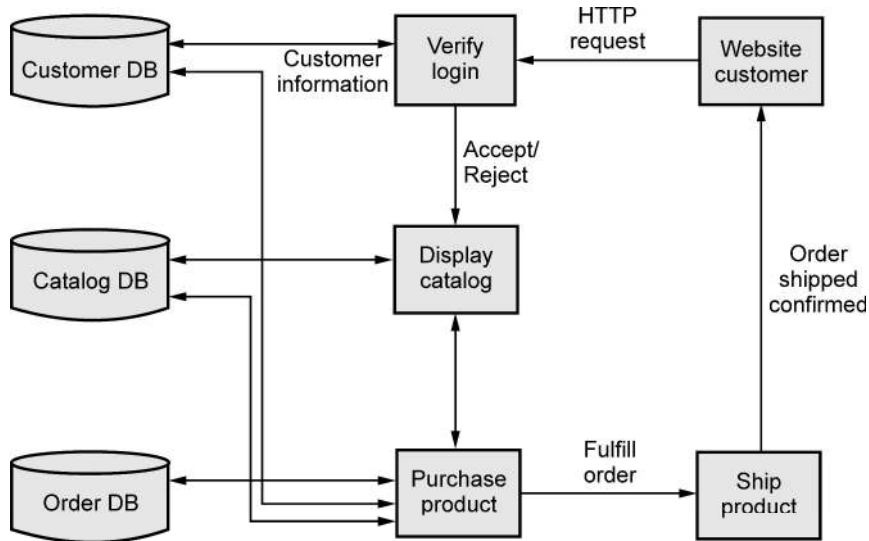 Customer DB
Customer
information
Verify
login
HTTP
request
Website
customer
Accept/
Reject
Catalog DB
Display
catalog
Order
shipped
confirmed
Order DB
Purchase
product
Fulfill
order
Ship
product